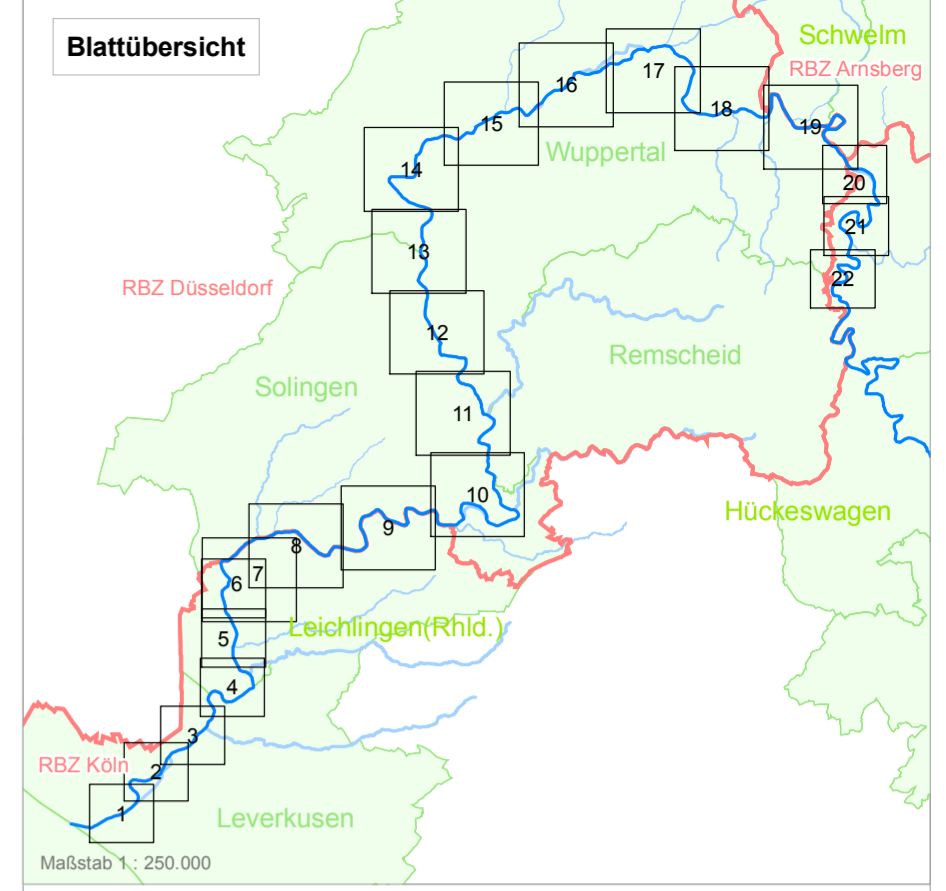 Blattübersicht
Schwelm
RBZ Arnsberg
17
16
18
15
19
Wuppertal
14
20
21
13
22
RBZ Düsseldorf
12
Remscheid
Solingen
11
10
Hückeswagen
9
8
7
6
Leichlingen(Rhld.)
5
4
3
RBZ Köln
2
1
Leverkusen
Maßstab 1 : 250.000